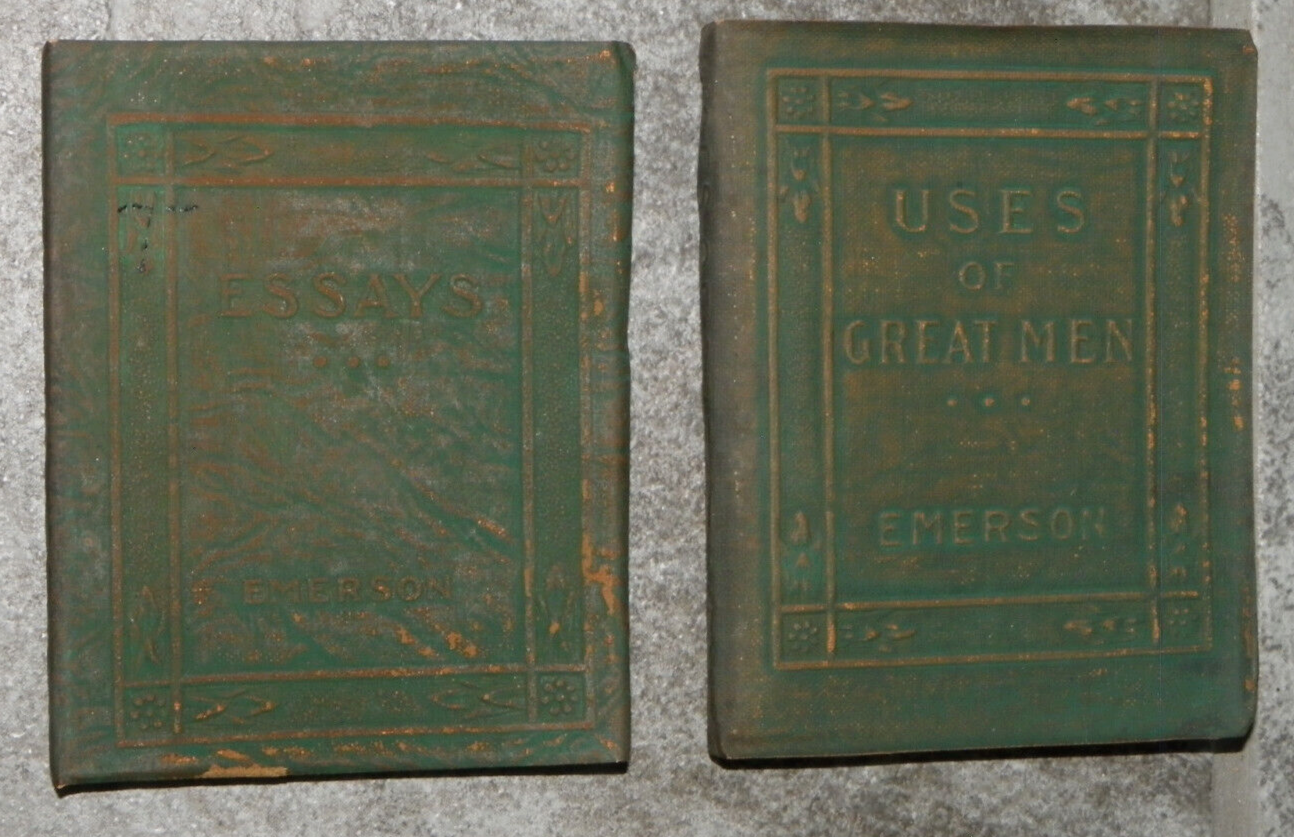 ESSAYS
EMERSON
USES
OF
GREAT MEN
EMERSON